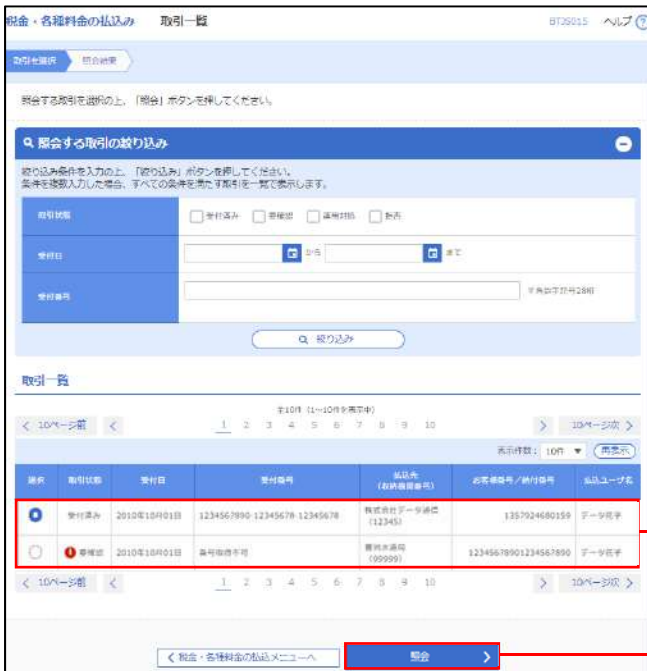 税金・各種料金の払込み 取引一覧 BTJS015 ヘルプ ?
取引を選択 照会結果
照会する取引を選択の上、「照会」ボタンを押してください。
照会する取引の絞り込み
絞り込み条件を入力の上、「絞り込み」ボタンを押してください。
条件を複数入力した場合、すべての条件を満たす取引を一覧で表示します。
取引状態 受付済み 要確認 運用対処 拒否
受付日 から まで
受付番号 半角数字記号28桁
絞り込み
取引一覧
全10件 (1~10件を表示中)
10ページ前 1 2 3 4 5 6 7 8 9 10 10ページ次
表示件数: 10件 再表示
選択 取引状態 受付日 受付番号 払込先 お客様番号/納付番号 払込ユーザ名
(収納機関番号)
受付済み 2010年10月01日 1234567890-12345678-12345678 株式会社データ通信 1357924680159 データ花子
(12345)
要確認 2010年10月01日 番号取得不可 豊洲水道局 12345678901234567890 データ花子
(99999)
10ページ前 1 2 3 4 5 6 7 8 9 10 10ページ次
税金・各種料金の払込メニューへ 照会